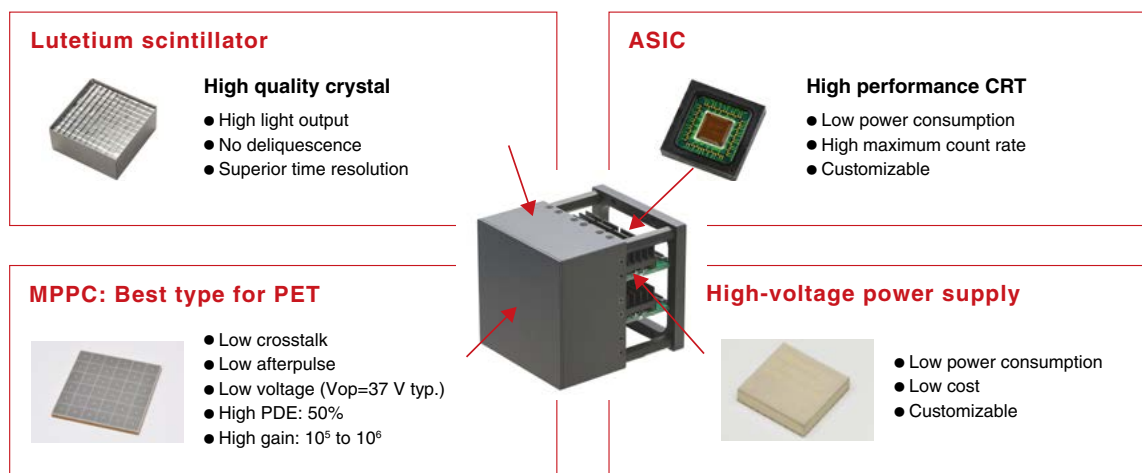 Lutetium scintillator
High quality crystal
● High light output
● No deliquescence
● Superior time resolution
ASIC
High performance CRT
● Low power consumption
● High maximum count rate
● Customizable
MPPC: Best type for PET
● Low crosstalk
● Low afterpulse
● Low voltage (Vop=37 V typ.)
● High PDE: 50%
● High gain: 10⁵ to 10⁶
High-voltage power supply
● Low power consumption
● Low cost
● Customizable